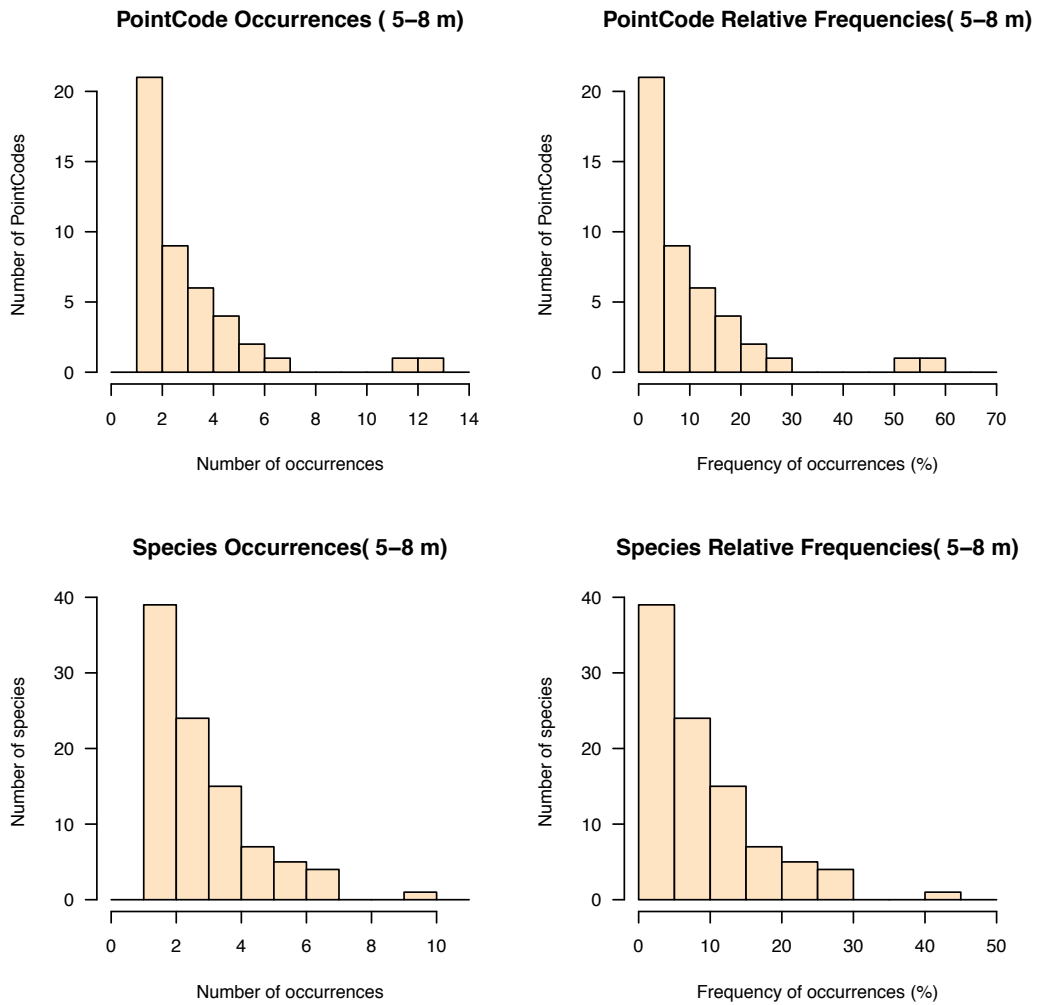 PointCode Occurrences ( 5−8 m)
Number of PointCodes
20
15
10
5
0
0 2 4 6 8 10 12 14
Number of occurrences
PointCode Relative Frequencies( 5−8 m)
Number of PointCodes
20
15
10
5
0
0 10 20 30 40 50 60 70
Frequency of occurrences (%)
Species Occurrences( 5−8 m)
Number of species
40
30
20
10
0
0 2 4 6 8 10
Number of occurrences
Species Relative Frequencies( 5−8 m)
Number of species
40
30
20
10
0
0 10 20 30 40 50
Frequency of occurrences (%)